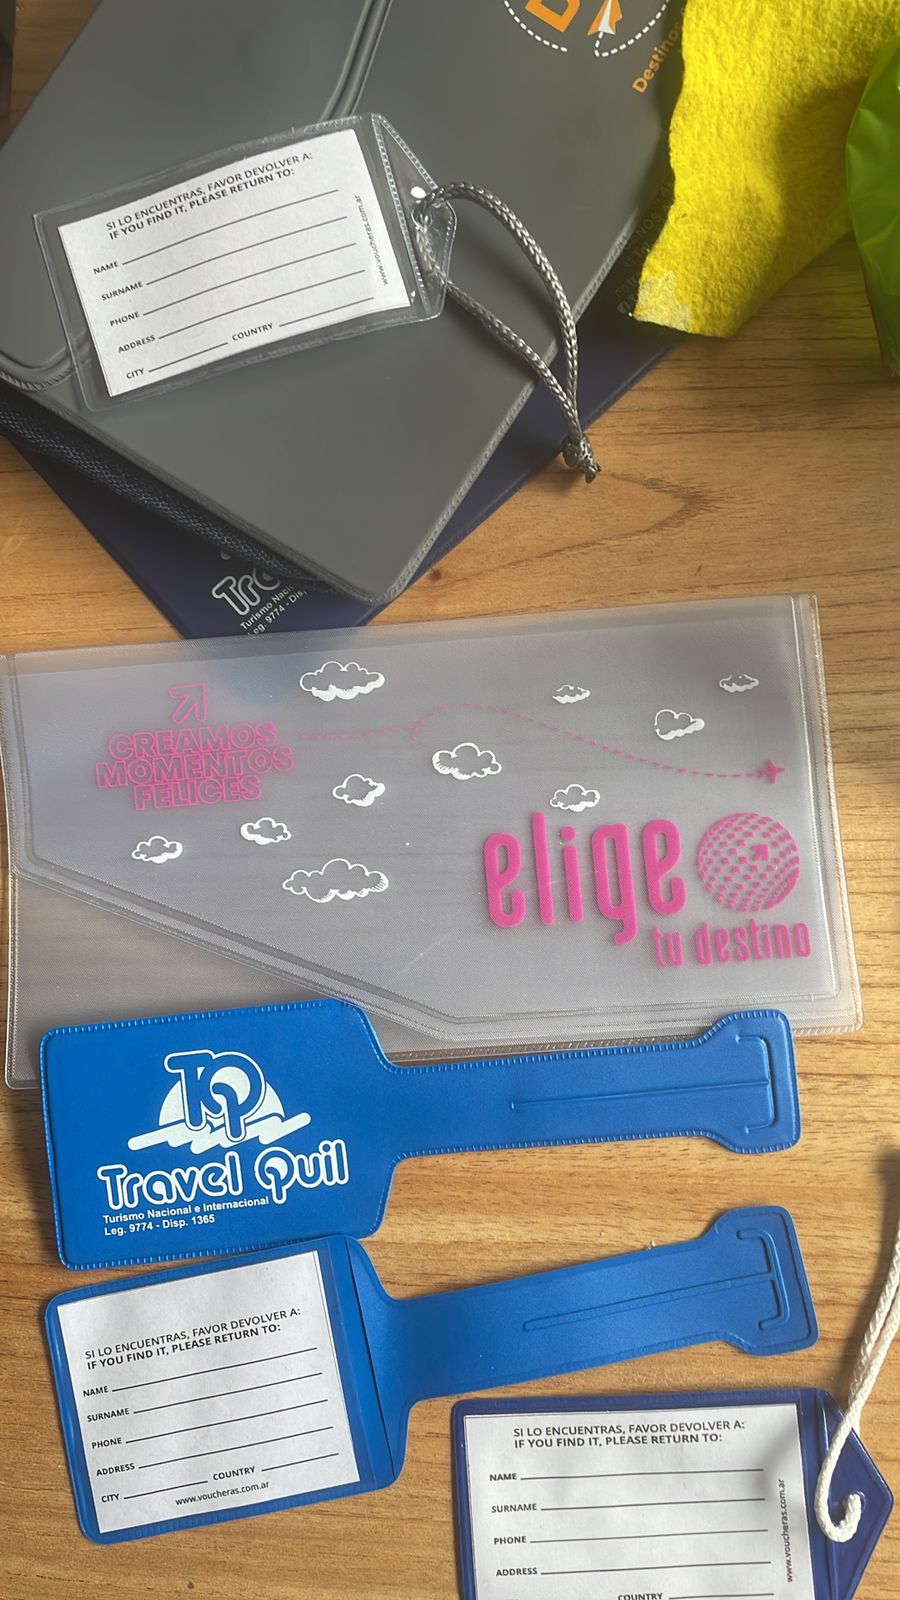 Destino
SI LO ENCUENTRAS, FAVOR DEVOLVER A:
IF YOU FIND IT, PLEASE RETURN TO:
NAME
SURNAME
PHONE
ADDRESS
CITY COUNTRY
www.voucheras.com.ar
Turismo Naci
Leg. 9774 - Dis
CREAMOS
MOMENTOS
FELICES
elige
tu destino
TQ
Travel Quil
Turismo Nacional e Internacional
Leg. 9774 - Disp. 1365
SI LO ENCUENTRAS, FAVOR DEVOLVER A:
IF YOU FIND IT, PLEASE RETURN TO:
NAME
SURNAME
PHONE
ADDRESS
CITY COUNTRY
www.voucheras.com.ar
SI LO ENCUENTRAS, FAVOR DEVOLVER A:
IF YOU FIND IT, PLEASE RETURN TO:
NAME
SURNAME
PHONE
ADDRESS
COUNTRY
www.voucheras.com.ar